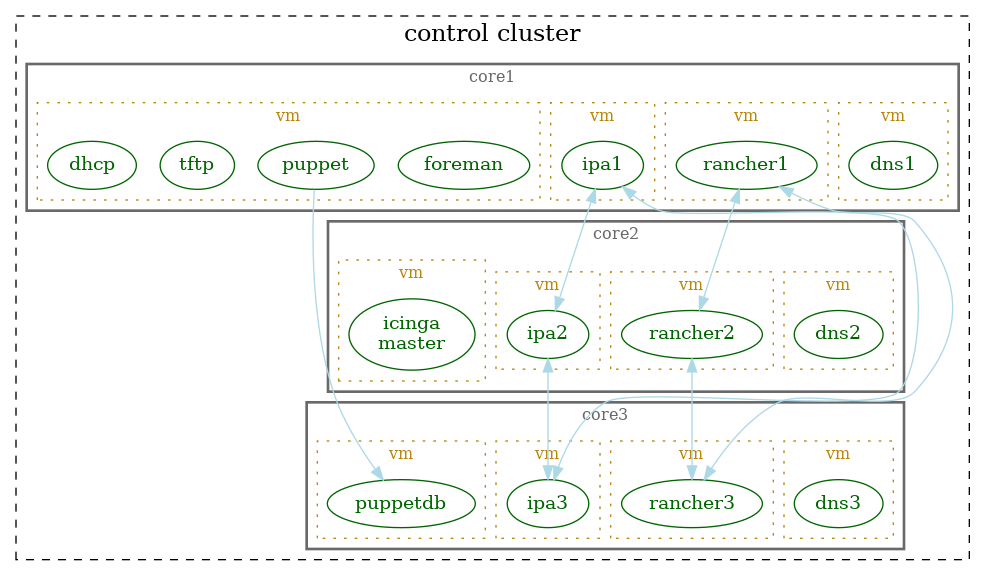 control cluster
core1
vm
vm
vm
vm
dhcp
tftp
puppet
foreman
ipa1
rancher1
dns1
core2
vm
vm
vm
vm
icinga
master
ipa2
rancher2
dns2
core3
vm
vm
vm
vm
puppetdb
ipa3
rancher3
dns3